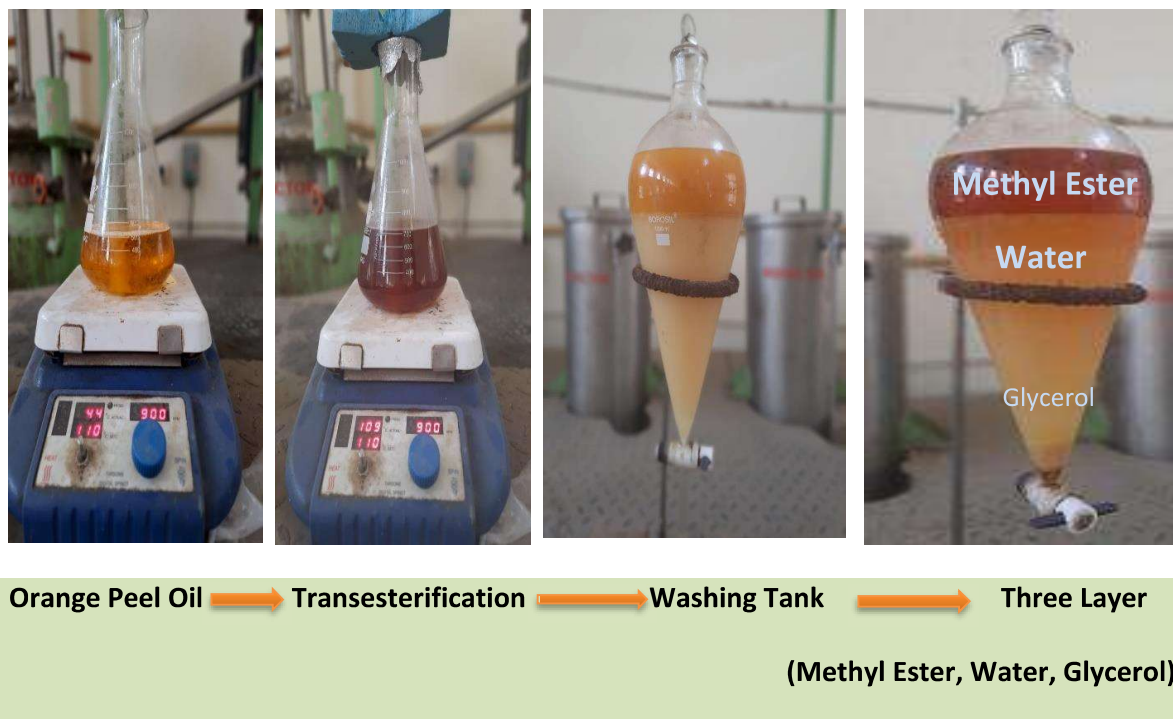 44
900
110
109
900
110
BOROSIL
Methyl Ester
Water
Glycerol
Orange Peel Oil Transesterification Washing Tank Three Layer
(Methyl Ester, Water, Glycerol)